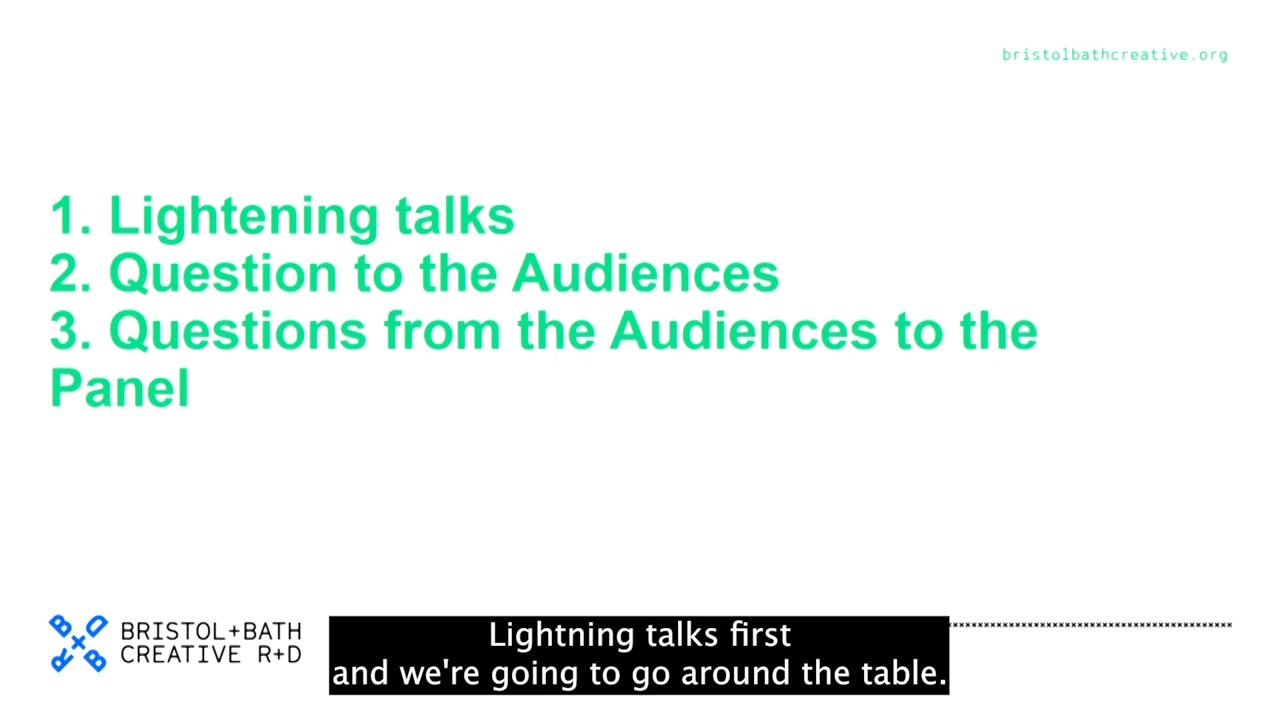 bristolbathcreative.org
1. Lightening talks
2. Question to the Audiences
3. Questions from the Audiences to the
Panel
B D R B
BRISTOL+BATH
CREATIVE R+D
Lightning talks first
and we're going to go around the table.